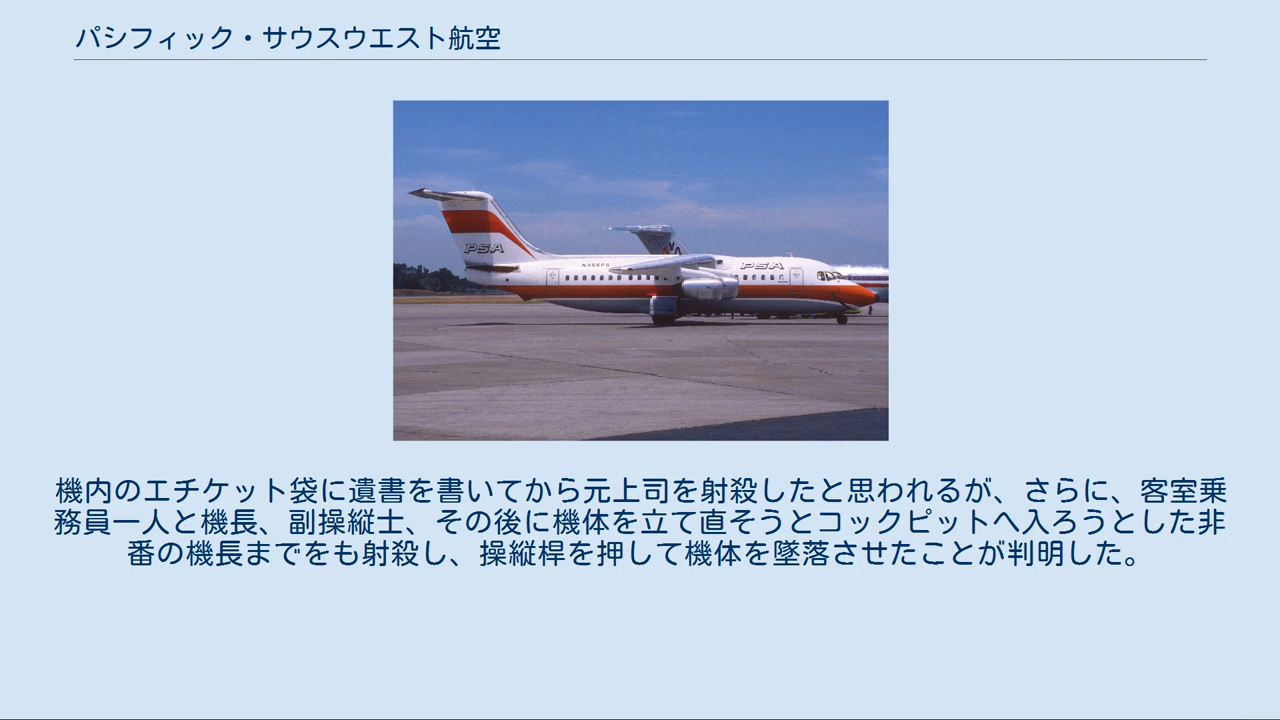 パシフィック・サウスウエスト航空
PSA
PSA
機内のエチケット袋に遺書を書いてから元上司を射殺したと思われるが、さらに、客室乗
務員一人と機長、副操縦士、その後に機体を立て直そうとコックピットへ入ろうとした非
番の機長までをも射殺し、操縦桿を押して機体を墜落させたことが判明した。